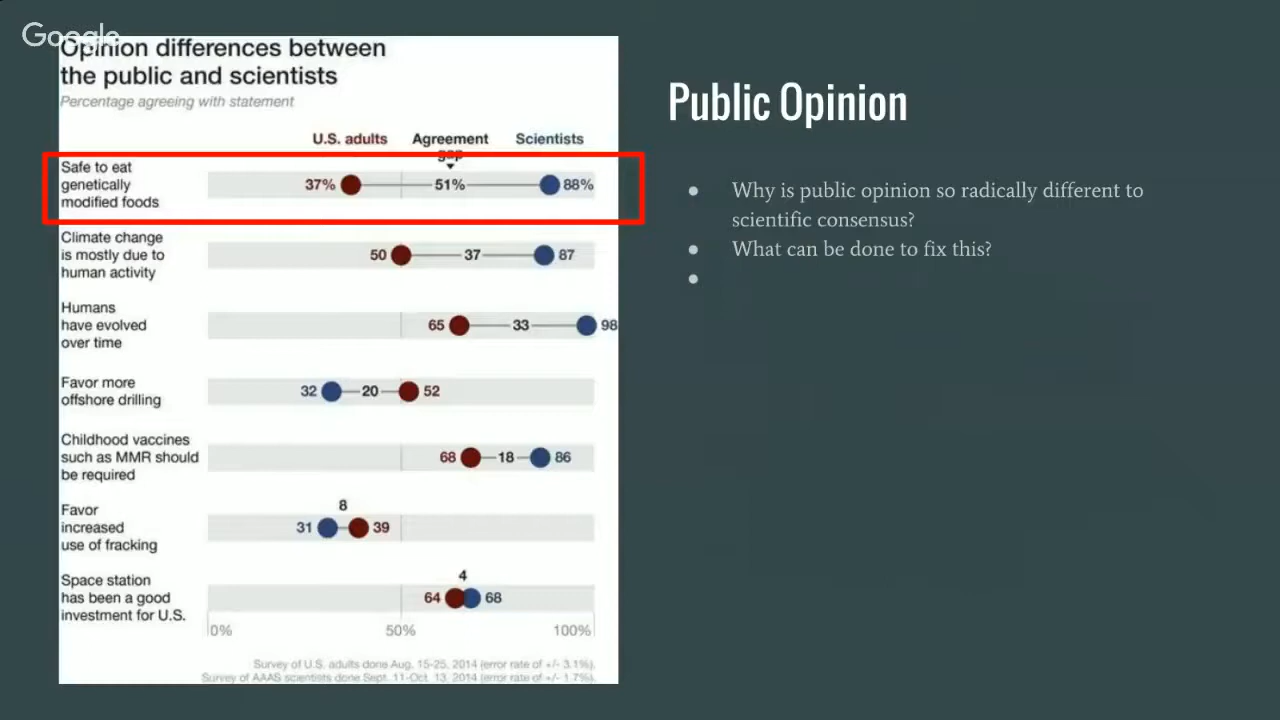 Google
Opinion differences between
the public and scientists
Percentage agreeing with statement
U.S. adults Agreement gap Scientists
Safe to eat
genetically
modified foods
37% 51% 88%
Climate change
is mostly due to
human activity
50 37 87
Humans
have evolved
over time
65 33 98
Favor more
offshore drilling
32 20 52
Childhood vaccines
such as MMR should
be required
68 18 86
Favor
increased
use of fracking
8
31 39
Space station
has been a good
investment for U.S.
4
64 68
0% 50% 100%
Survey of U.S. adults done Aug. 15-25, 2014 (error rate of +/- 3.1%).
Survey of AAAS scientists done Sept. 11-Oct. 13, 2014 (error rate of +/- 1.7%).
Public Opinion
● Why is public opinion so radically different to
scientific consensus?
● What can be done to fix this?
●